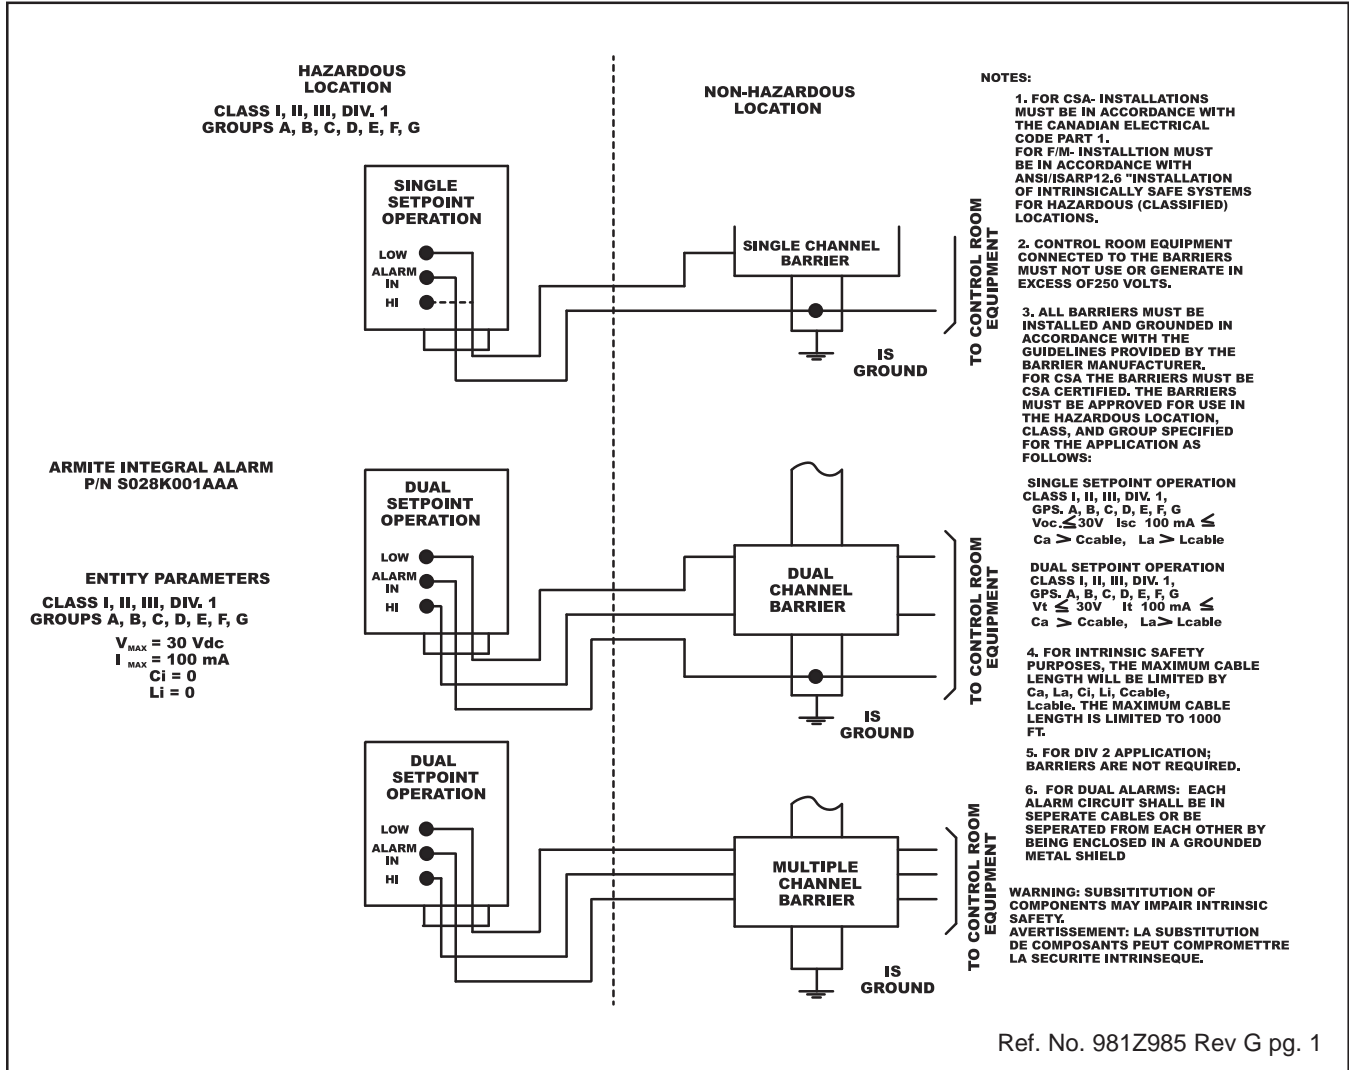 HAZARDOUS
LOCATION
CLASS I, II, III, DIV. 1
GROUPS A, B, C, D, E, F, G
NON-HAZARDOUS
LOCATION
SINGLE
SETPOINT
OPERATION
LOW
ALARM
IN
HI
SINGLE CHANNEL
BARRIER
IS
GROUND
TO CONTROL ROOM
EQUIPMENT
ARMITE INTEGRAL ALARM
P/N S028K001AAA
ENTITY PARAMETERS
CLASS I, II, III, DIV. 1
GROUPS A, B, C, D, E, F, G
VMAX = 30 Vdc
I MAX = 100 mA
Ci = 0
Li = 0
DUAL
SETPOINT
OPERATION
LOW
ALARM
IN
HI
DUAL
CHANNEL
BARRIER
IS
GROUND
TO CONTROL ROOM
EQUIPMENT
DUAL
SETPOINT
OPERATION
LOW
ALARM
IN
HI
MULTIPLE
CHANNEL
BARRIER
IS
GROUND
TO CONTROL ROOM
EQUIPMENT
NOTES:
1. FOR CSA- INSTALLATIONS
MUST BE IN ACCORDANCE WITH
THE CANADIAN ELECTRICAL
CODE PART 1.
FOR F/M- INSTALLTION MUST
BE IN ACCORDANCE WITH
ANSI/ISARP12.6 "INSTALLATION
OF INTRINSICALLY SAFE SYSTEMS
FOR HAZARDOUS (CLASSIFIED)
LOCATIONS.
2. CONTROL ROOM EQUIPMENT
CONNECTED TO THE BARRIERS
MUST NOT USE OR GENERATE IN
EXCESS OF250 VOLTS.
3. ALL BARRIERS MUST BE
INSTALLED AND GROUNDED IN
ACCORDANCE WITH THE
GUIDELINES PROVIDED BY THE
BARRIER MANUFACTURER.
FOR CSA THE BARRIERS MUST BE
CSA CERTIFIED. THE BARRIERS
MUST BE APPROVED FOR USE IN
THE HAZARDOUS LOCATION,
CLASS, AND GROUP SPECIFIED
FOR THE APPLICATION AS
FOLLOWS:
SINGLE SETPOINT OPERATION
CLASS I, II, III, DIV. 1,
GPS. A, B, C, D, E, F, G
Voc.≤30V Isc 100 mA ≤
Ca > Ccable, La > Lcable
DUAL SETPOINT OPERATION
CLASS I, II, III, DIV. 1,
GPS. A, B, C, D, E, F, G
Vt ≤ 30V It 100 mA ≤
Ca > Ccable, La> Lcable
4. FOR INTRINSIC SAFETY
PURPOSES, THE MAXIMUM CABLE
LENGTH WILL BE LIMITED BY
Ca, La, Ci, Li, Ccable,
Lcable. THE MAXIMUM CABLE
LENGTH IS LIMITED TO 1000
FT.
5. FOR DIV 2 APPLICATION;
BARRIERS ARE NOT REQUIRED.
6. FOR DUAL ALARMS: EACH
ALARM CIRCUIT SHALL BE IN
SEPERATE CABLES OR BE
SEPERATED FROM EACH OTHER BY
BEING ENCLOSED IN A GROUNDED
METAL SHIELD
WARNING: SUBSITITUTION OF
COMPONENTS MAY IMPAIR INTRINSIC
SAFETY.
AVERTISSEMENT: LA SUBSTITUTION
DE COMPOSANTS PEUT COMPROMETTRE
LA SECURITE INTRINSEQUE.
Ref. No. 981Z985 Rev G pg. 1